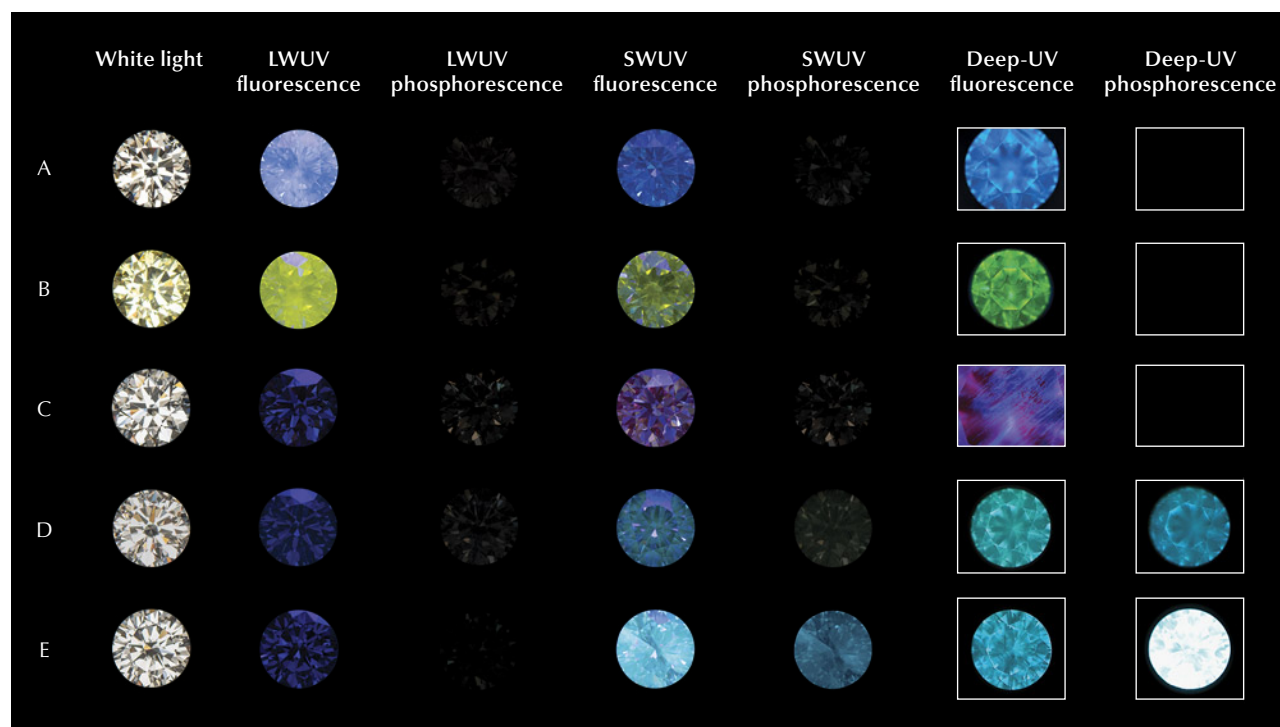 White light
LWUV
fluorescence
LWUV
phosphorescence
SWUV
fluorescence
SWUV
phosphorescence
Deep-UV
fluorescence
Deep-UV
phosphorescence
A
B
C
D
E